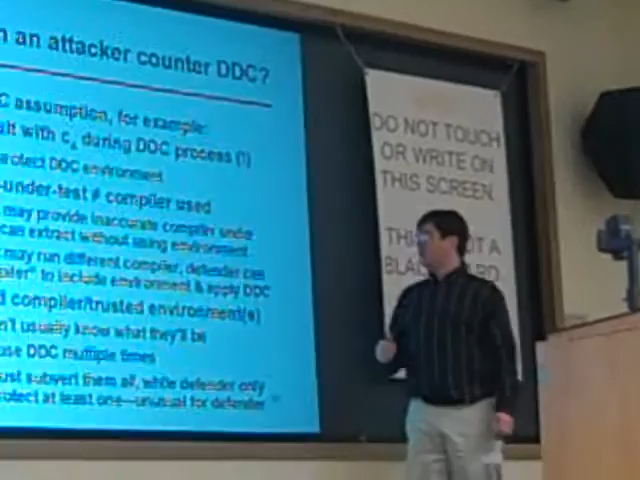 n an attacker counter DDC?
C assumption, for example:
ult with c during DDC process (!)
protect DDC environment
-under-test ≠ compiler used
may provide inaccurate compiler under
can extract without using environment
may run different compiler, defender can
to include environment & apply DDC
d compiler/trusted environment(s)
n't usually know what they'll be
use DDC multiple times
ust subvert them all, while defender only
rotect at least one—unusual for defender
DO NOT TOUCH
OR WRITE ON
THIS SCREEN.
THI OT A
BLA RD.